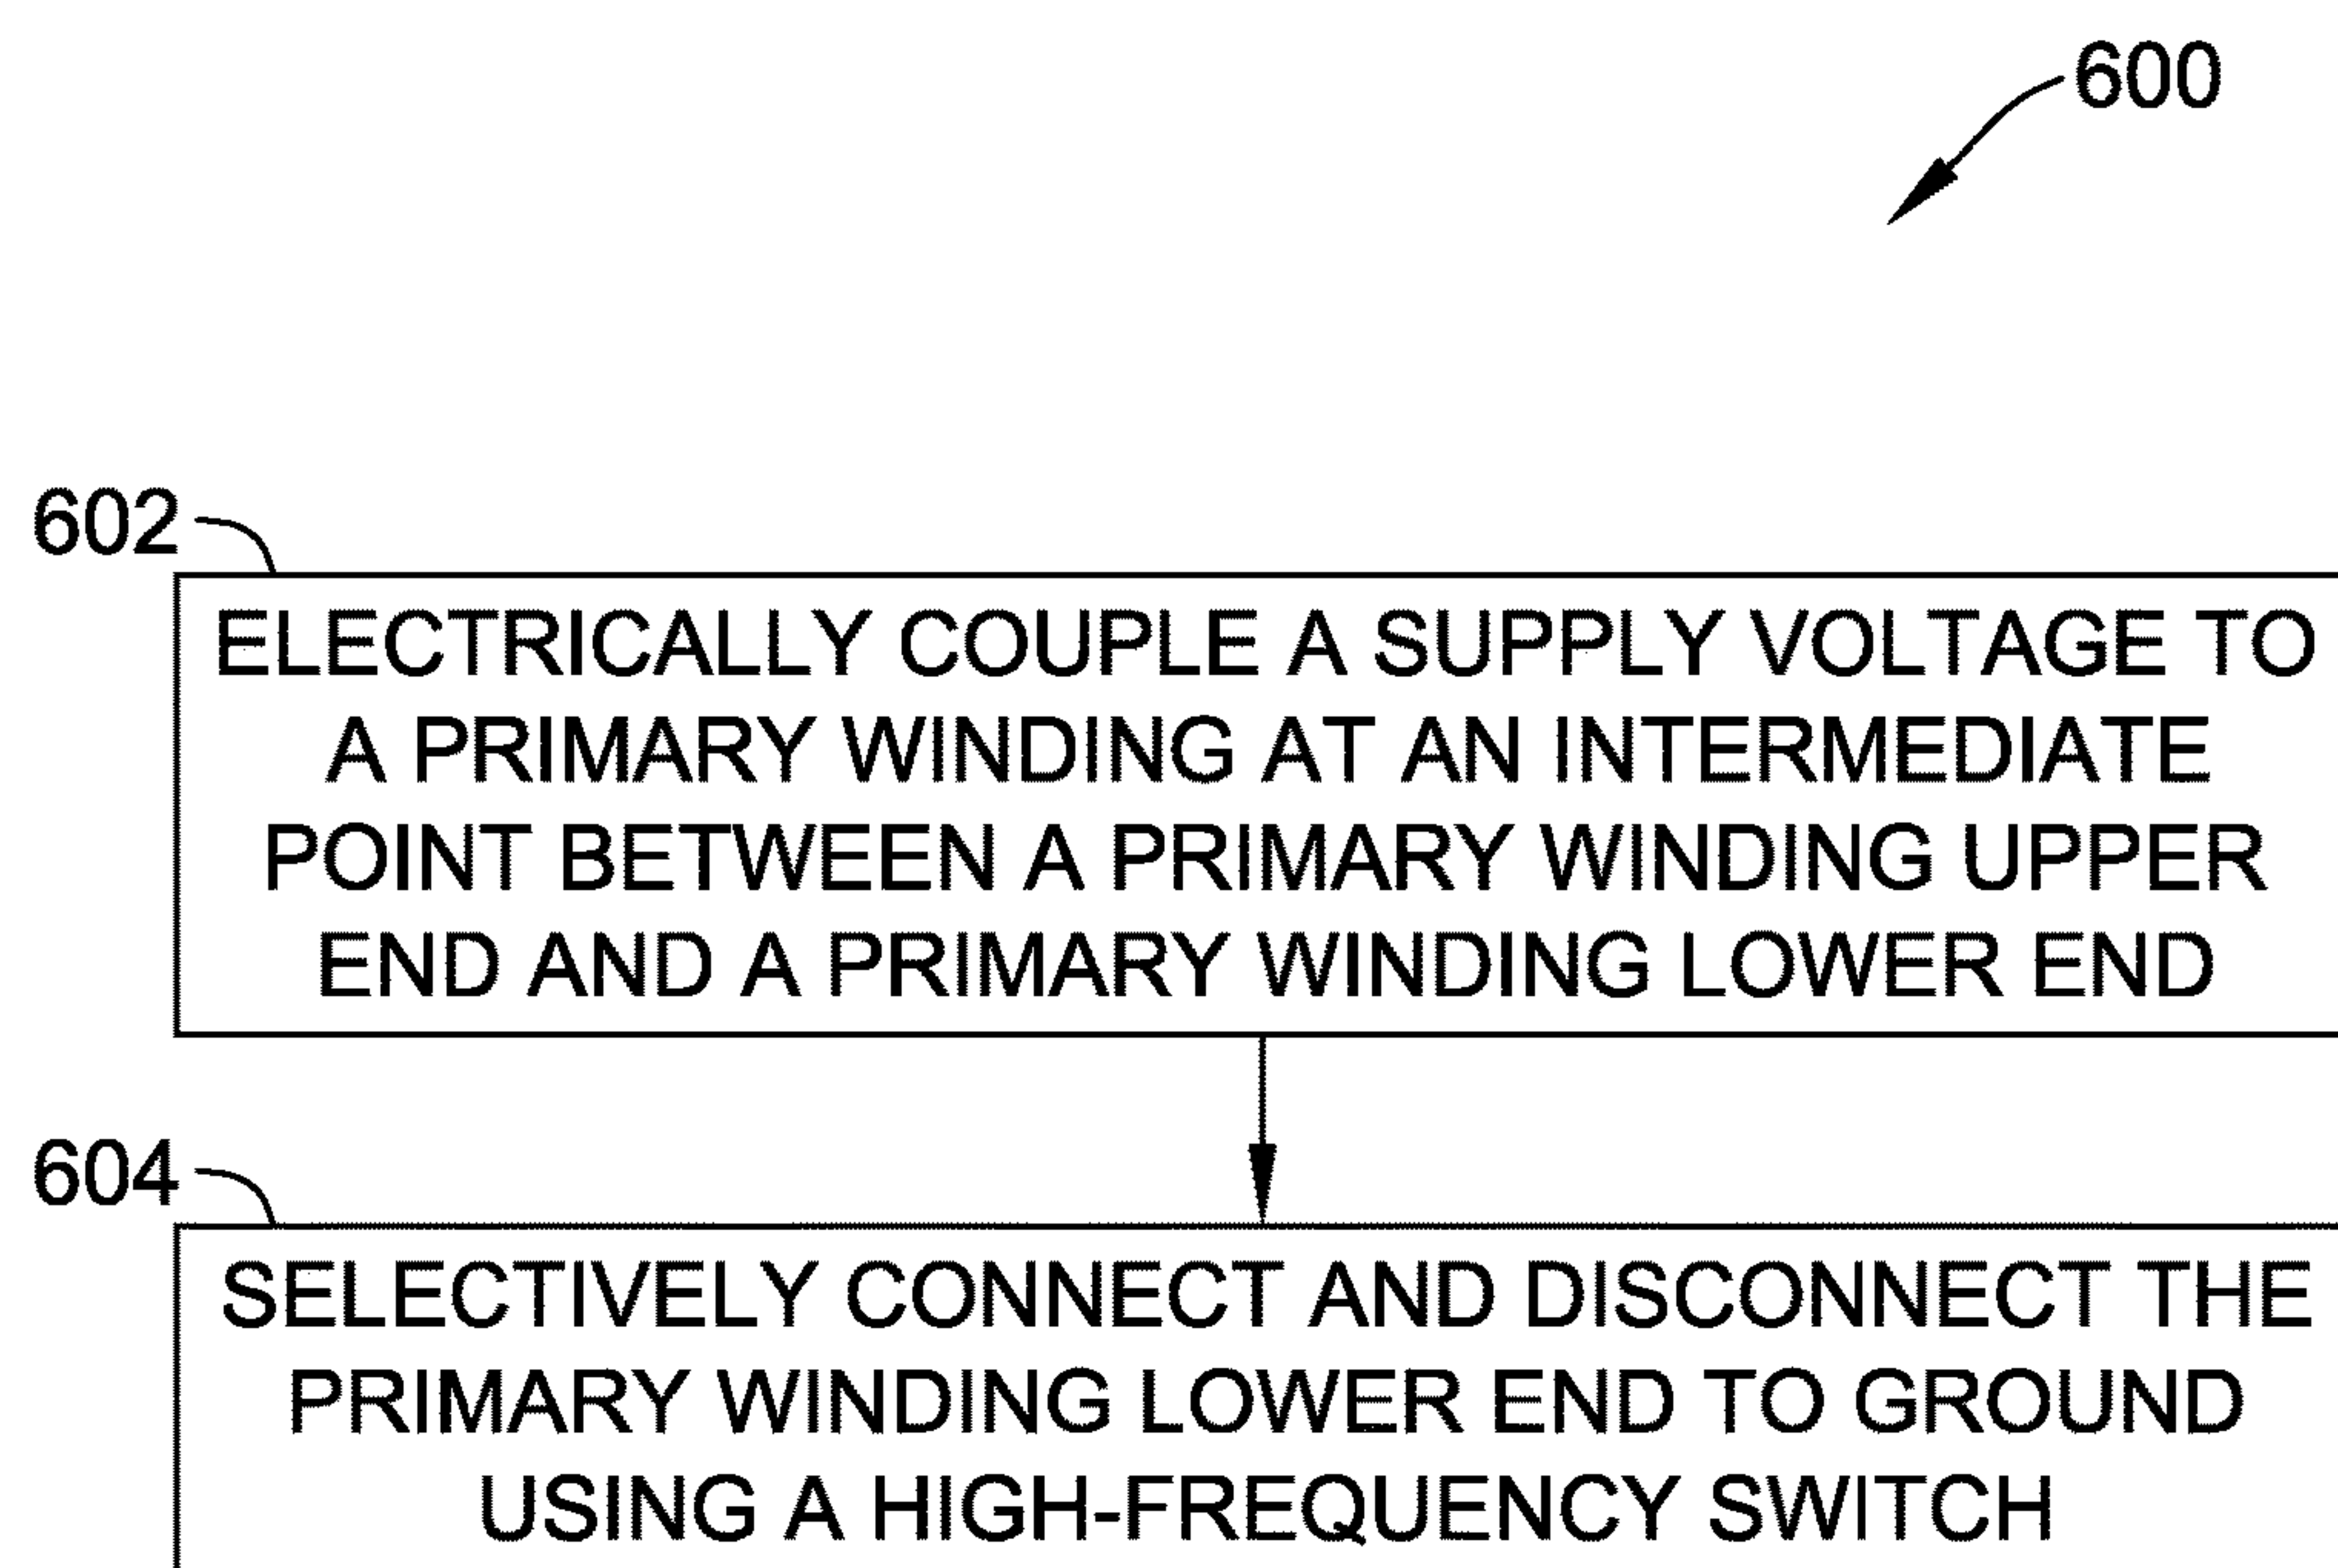 600
602
ELECTRICALLY COUPLE A SUPPLY VOLTAGE TO
A PRIMARY WINDING AT AN INTERMEDIATE
POINT BETWEEN A PRIMARY WINDING UPPER
END AND A PRIMARY WINDING LOWER END
604
SELECTIVELY CONNECT AND DISCONNECT THE
PRIMARY WINDING LOWER END TO GROUND
USING A HIGH-FREQUENCY SWITCH